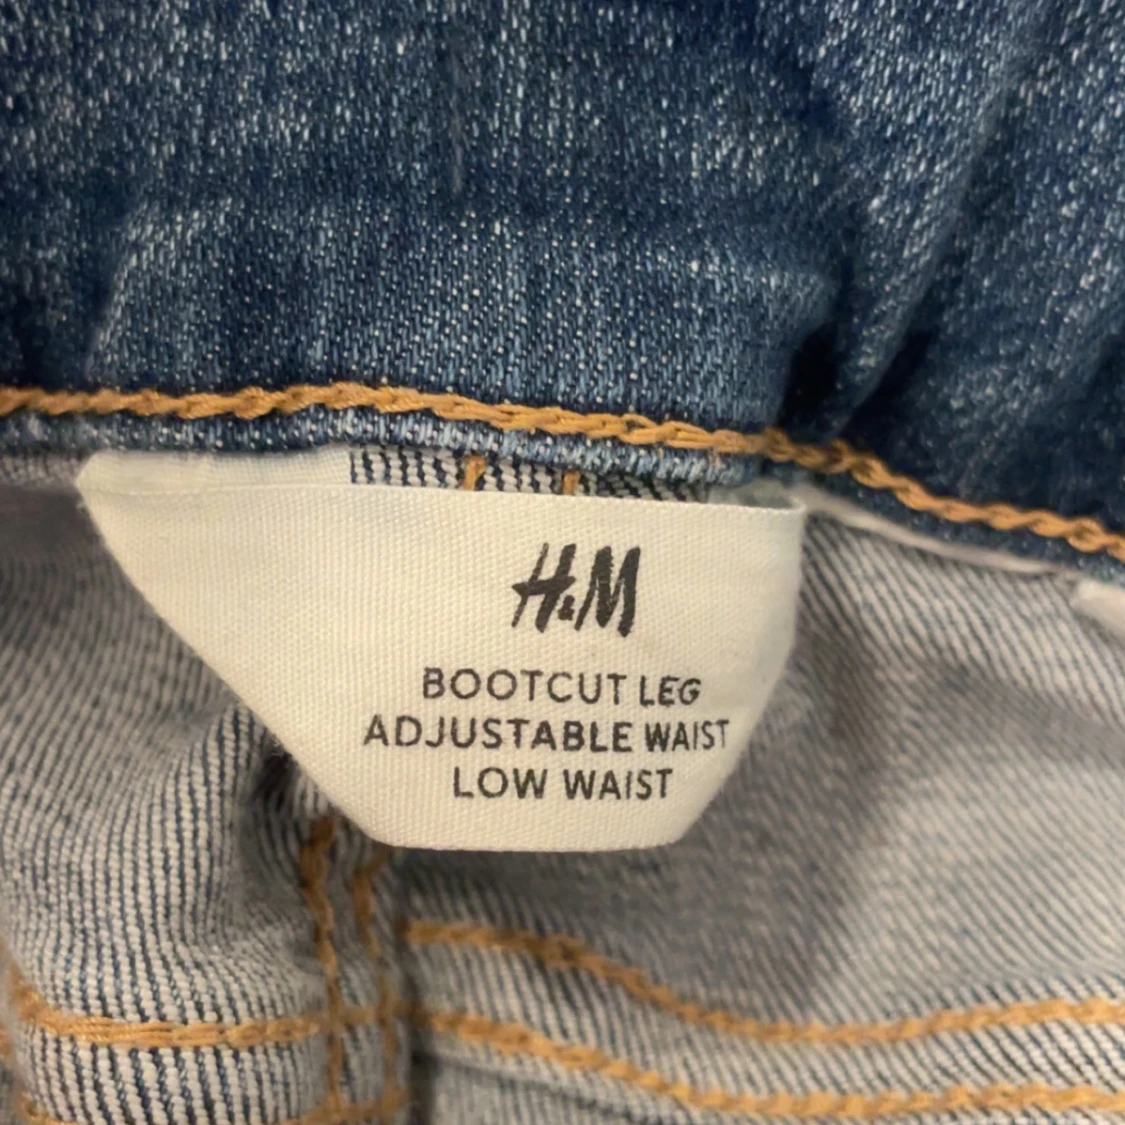 H&M
BOOTCUT LEG
ADJUSTABLE WAIST
LOW WAIST